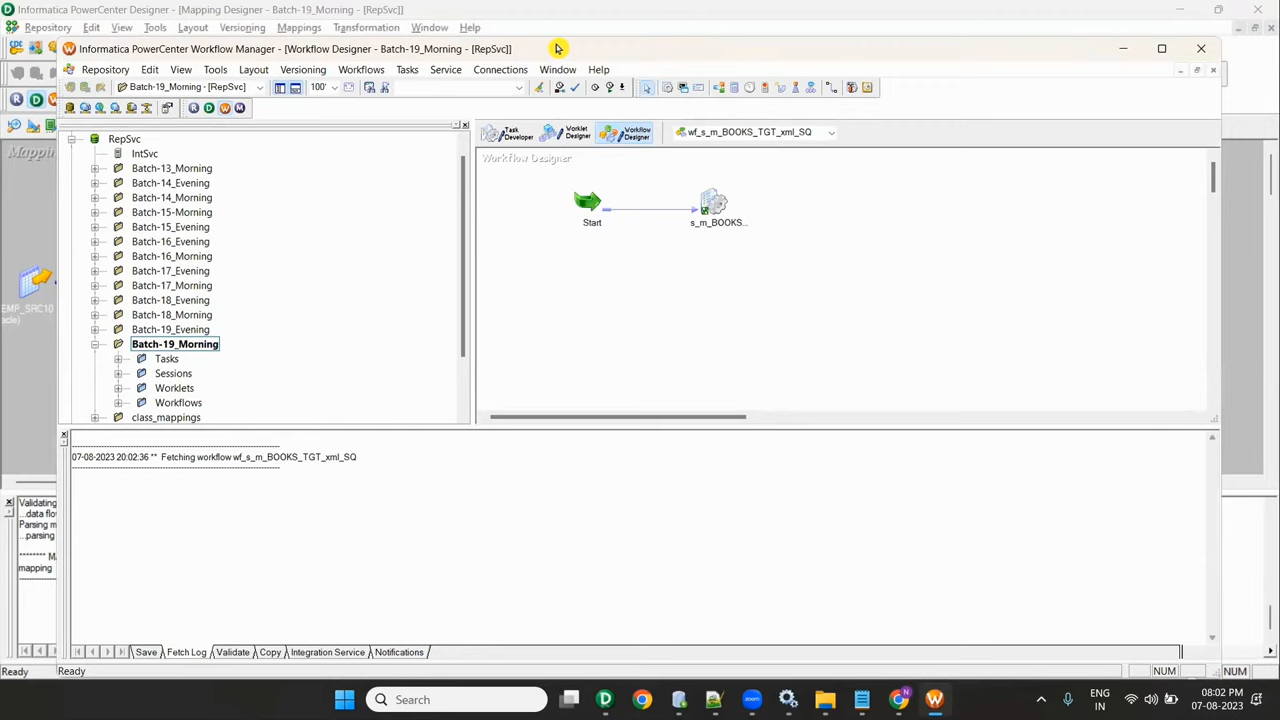 Informatica PowerCenter Designer - [Mapping Designer - Batch-19_Morning - [RepSvc]]
Repository Edit View Tools Layout Versioning Mappings Transformation Window Help
Informatica PowerCenter Workflow Manager - [Workflow Designer - Batch-19_Morning - [RepSvc]]
Repository Edit View Tools Layout Versioning Workflows Tasks Service Connections Window Help
Batch-19_Morning - [RepSvc] 100'
Task Developer Worklet Designer Workflow Designer wf_s_m_BOOKS_TGT_xml_SQ
Mapping
Workflow Designer
RepSvc
IntSvc
Batch-13_Morning
Batch-14_Evening
Batch-14_Morning
Batch-15-Morning
Batch-15_Evening
Batch-16_Evening
Batch-16_Morning
Batch-17_Evening
Batch-17_Morning
Batch-18_Evening
Batch-18_Morning
Batch-19_Evening
Batch-19_Morning
Tasks
Sessions
Worklets
Workflows
class_mappings
Start
s_m_BOOKS...
EMP_SRC10
acle)
07-08-2023 20:02:36 ** Fetching workflow wf_s_m_BOOKS_TGT_xml_SQ
Validating
...data flow
Parsing m
...parsing
******** M
mapping
Save Fetch Log Validate Copy Integration Service Notifications
Ready
Ready NUM NUM
Search
ENG
IN
08:02 PM
07-08-2023